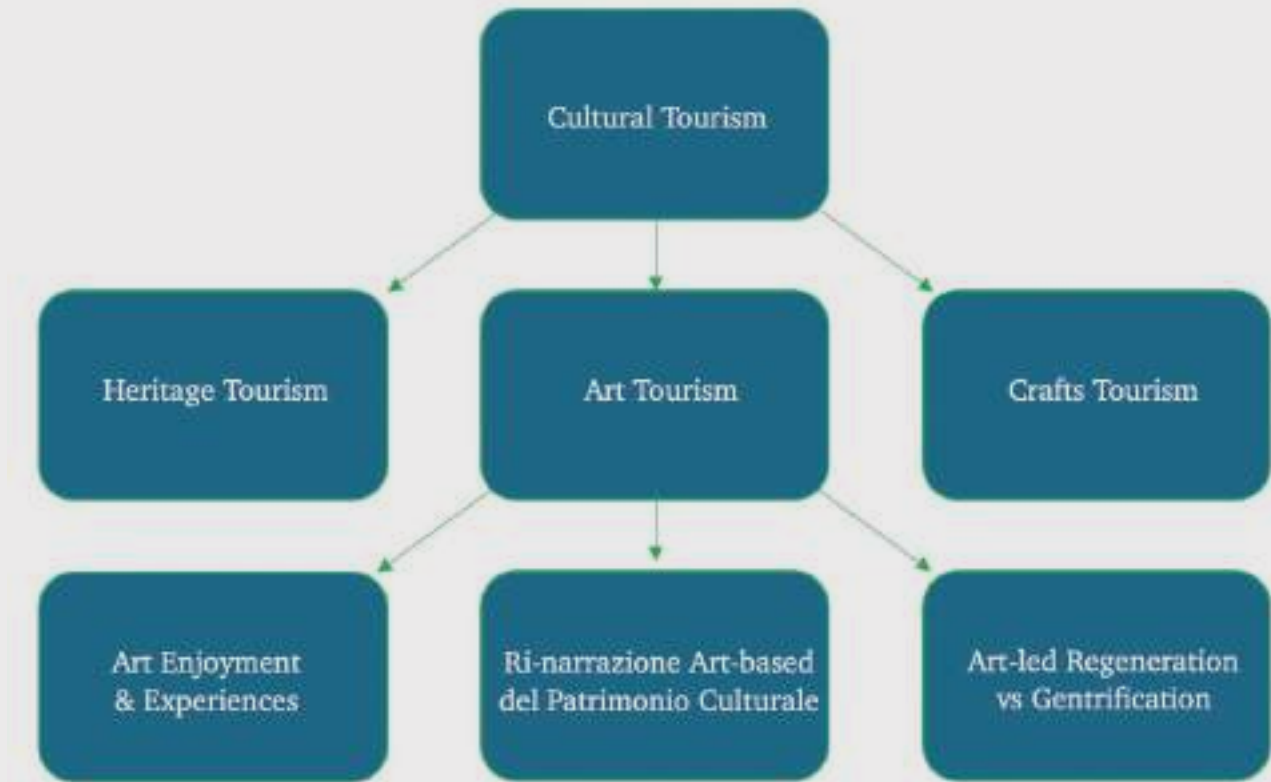 Cultural Tourism
Heritage Tourism
Art Tourism
Crafts Tourism
Art Enjoyment
& Experiences
Ri-narrazione Art-based
del Patrimonio Culturale
Art-led Regeneration
vs Gentrification